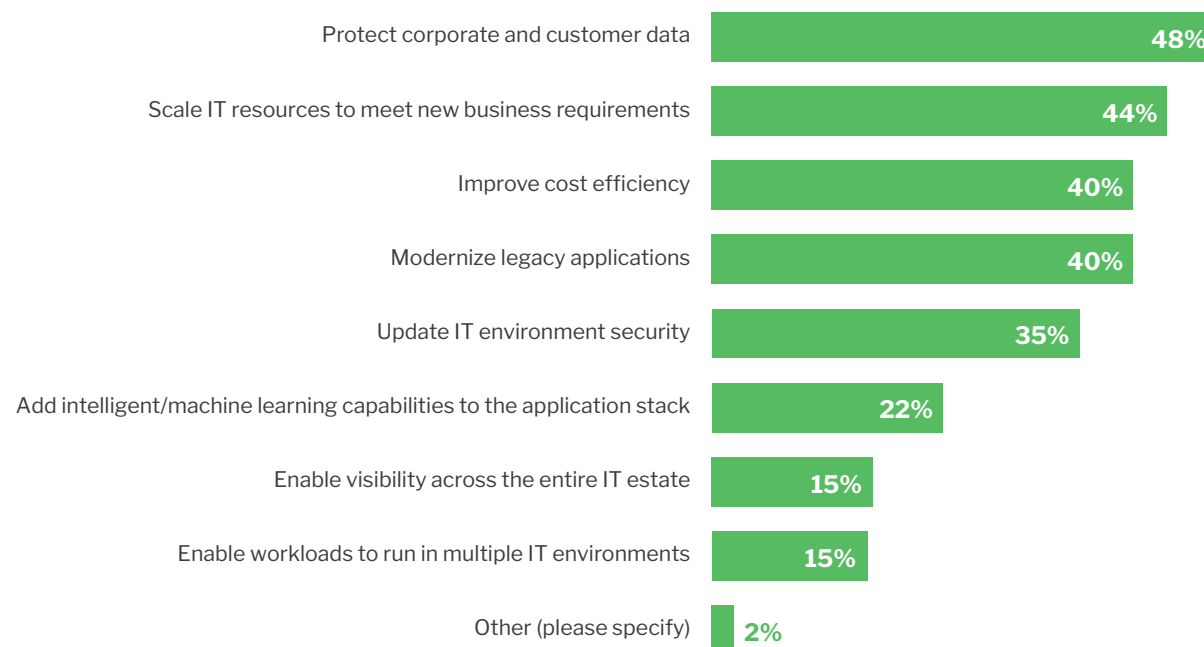 Protect corporate and customer data 48%
Scale IT resources to meet new business requirements 44%
Improve cost efficiency 40%
Modernize legacy applications 40%
Update IT environment security 35%
Add intelligent/machine learning capabilities to the application stack 22%
Enable visibility across the entire IT estate 15%
Enable workloads to run in multiple IT environments 15%
Other (please specify) 2%